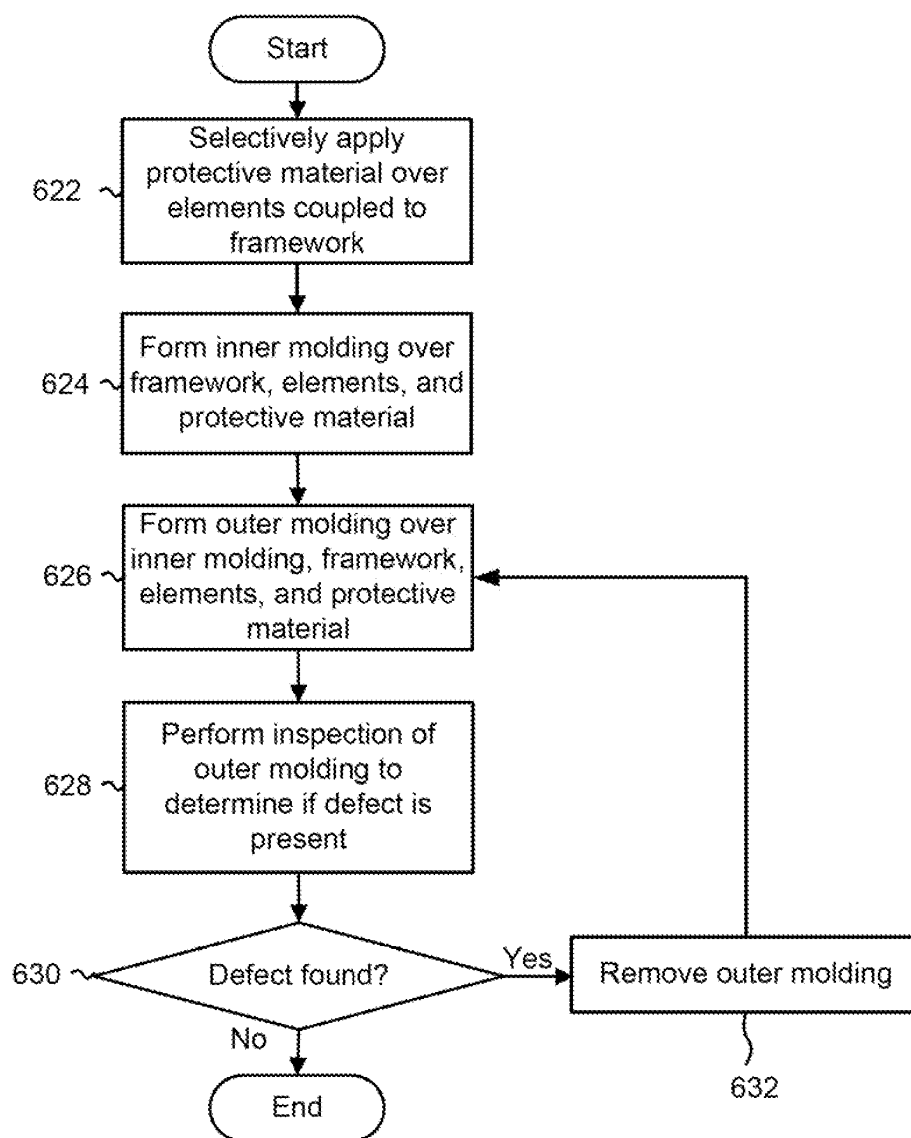 Start
Selectively apply
protective material over
elements coupled to
framework
622
Form inner molding over
framework, elements, and
protective material
624
Form outer molding over
inner molding, framework,
elements, and protective
material
626
Perform inspection of
outer molding to
determine if defect is
present
628
Defect found?
630
Yes
Remove outer molding
632
No
End